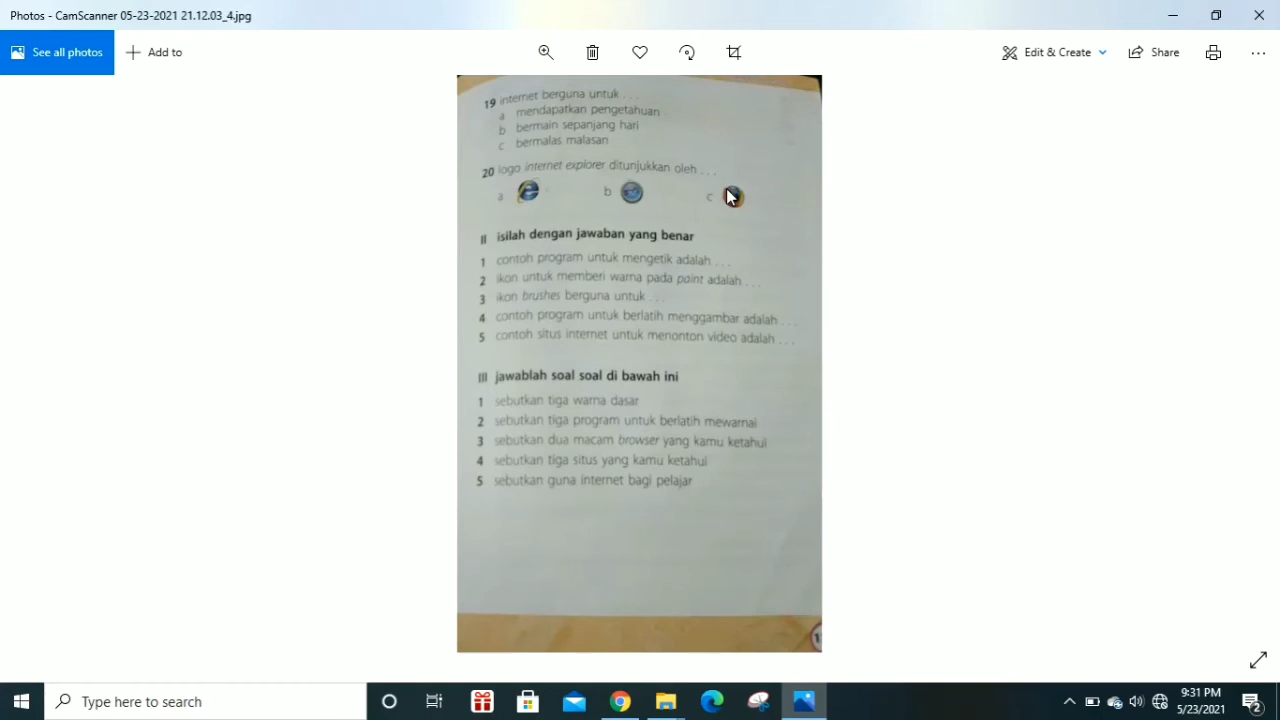 Photos - CamScanner 05-23-2021 21.12.03_4.jpg
See all photos
Add to
Edit & Create
Share
19 internet berguna untuk . . .
a mendapatkan pengetahuan
b bermain sepanjang hari
c bermalas malasan
20 logo internet explorer ditunjukkan oleh . . .
a b c
II isilah dengan jawaban yang benar
1 contoh program untuk mengetik adalah . . .
2 ikon untuk memberi warna pada paint adalah . . .
3 ikon brushes berguna untuk . . .
4 contoh program untuk berlatih menggambar adalah . . .
5 contoh situs internet untuk menonton video adalah . . .
III jawablah soal soal di bawah ini
1 sebutkan tiga warna dasar
2 sebutkan tiga program untuk berlatih mewarnai
3 sebutkan dua macam browser yang kamu ketahui
4 sebutkan tiga situs yang kamu ketahui
5 sebutkan guna internet bagi pelajar
Type here to search
9:31 PM
5/23/2021
2